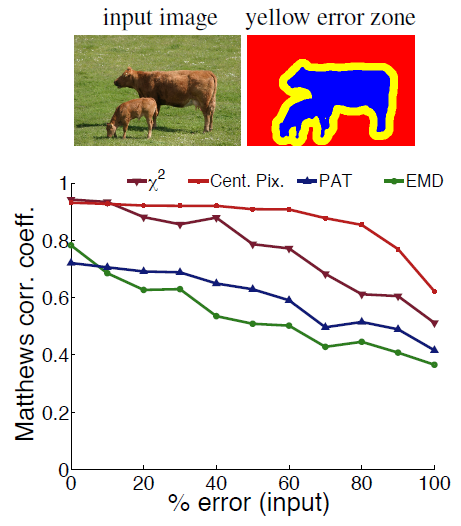 input image yellow error zone
χ² Cent. Pix. PAT EMD
1
0.8
0.6
0.4
0.2
0
Matthews corr. coeff.
0 20 40 60 80 100
% error (input)